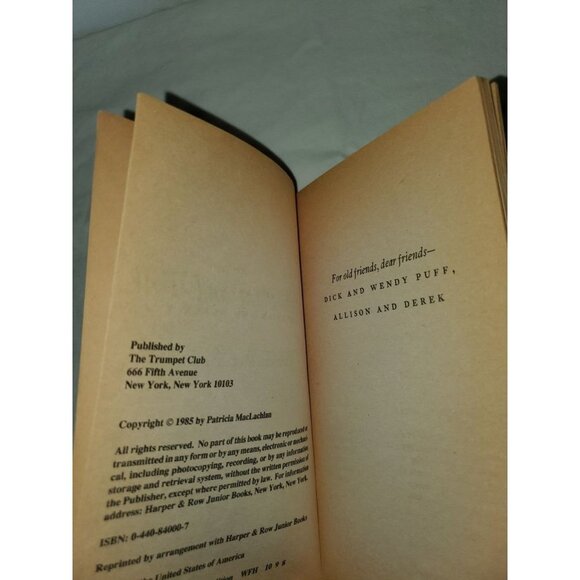 Published by
The Trumpet Club
666 Fifth Avenue
New York, New York 10103
Copyright © 1985 by Patricia MacLachlan
All rights reserved. No part of this book may be reproduced or
transmitted in any form or by any means, electronic or mechani-
cal, including photocopying, recording, or by any information
storage and retrieval system, without the written permission of
the Publisher, except where permitted by law. For information
address: Harper & Row Junior Books, New York, New York.
ISBN: 0-440-84000-7
Reprinted by arrangement with Harper & Row Junior Books
United States of America
WFH 10 9 8
For old friends, dear friends—
DICK AND WENDY PUFF,
ALLISON AND DEREK